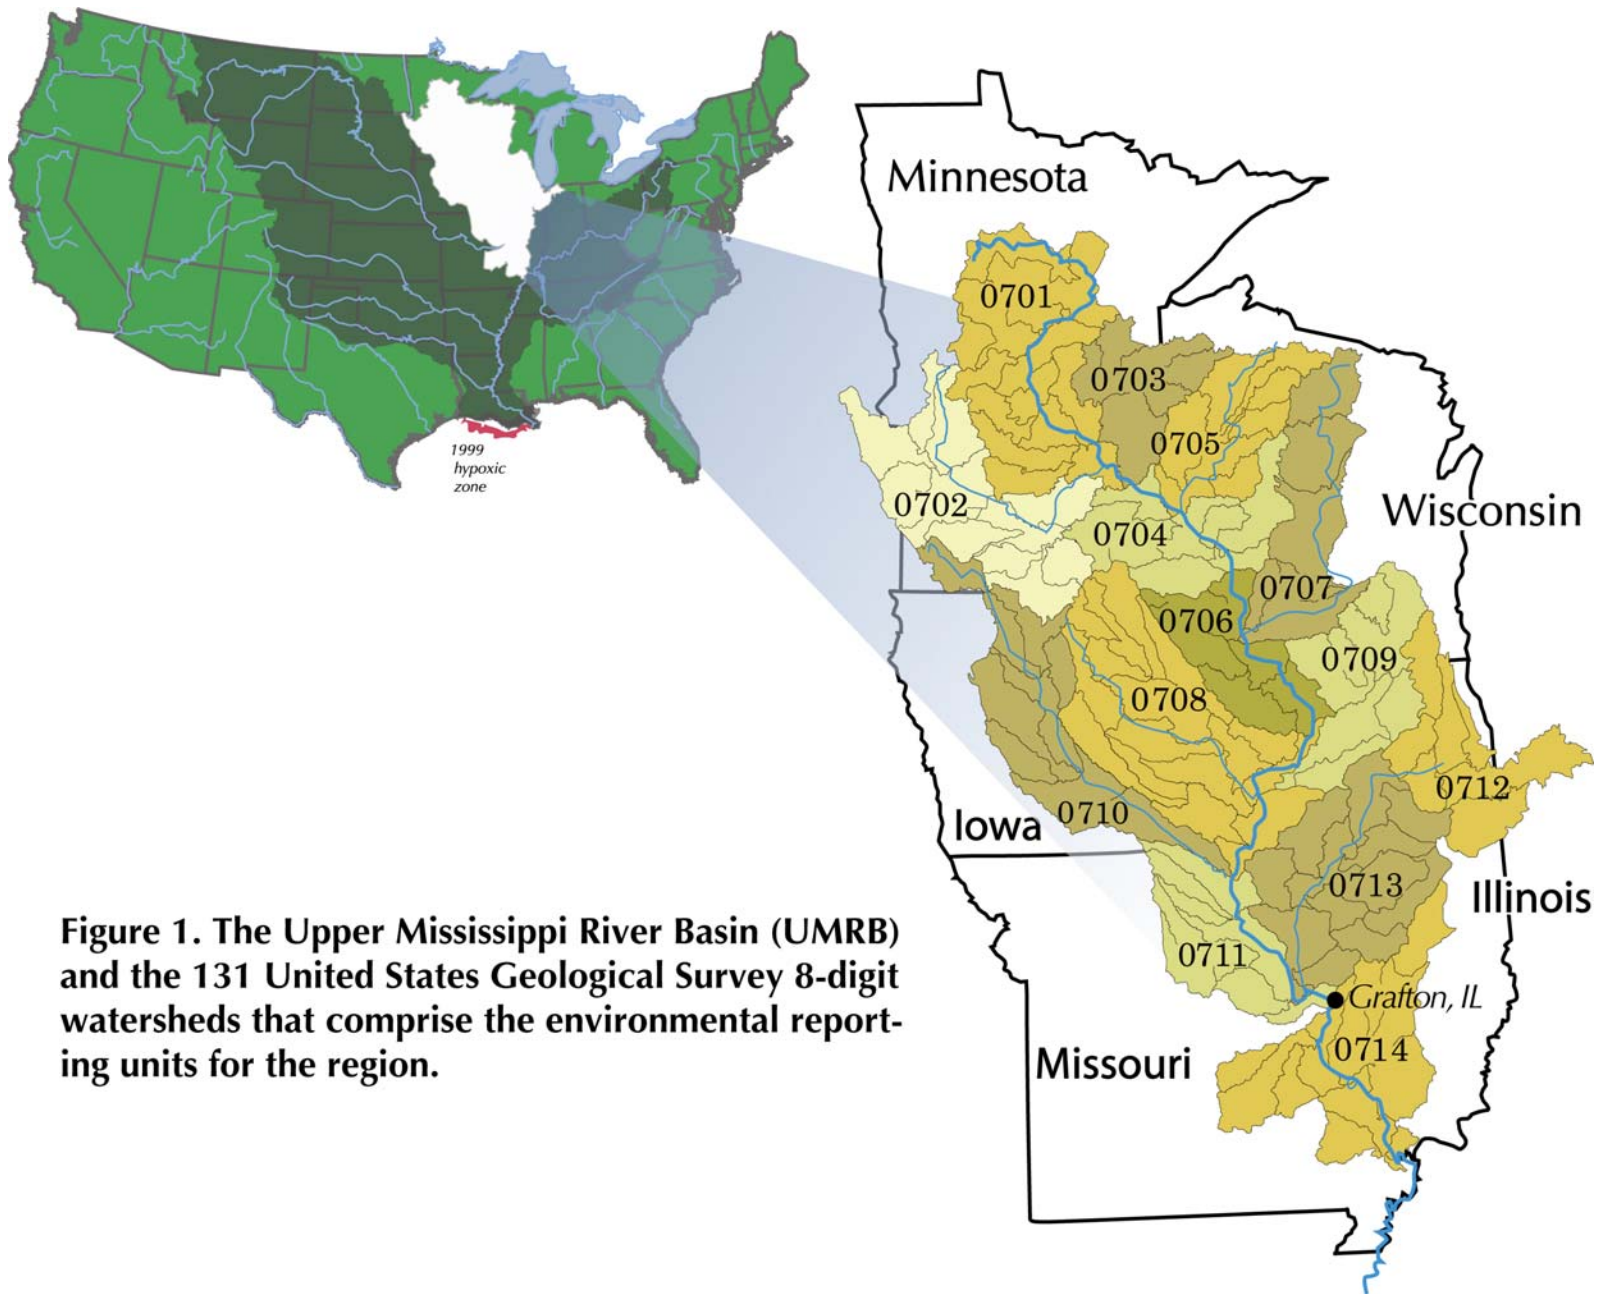 Minnesota
0701
0703
0705
0702
Wisconsin
0704
0707
0706
0709
0708
0712
0710
Iowa
0713
Illinois
0711
Grafton, IL
0714
Missouri
1999
hypoxic
zone
Figure 1. The Upper Mississippi River Basin (UMRB)
and the 131 United States Geological Survey 8-digit
watersheds that comprise the environmental report-
ing units for the region.